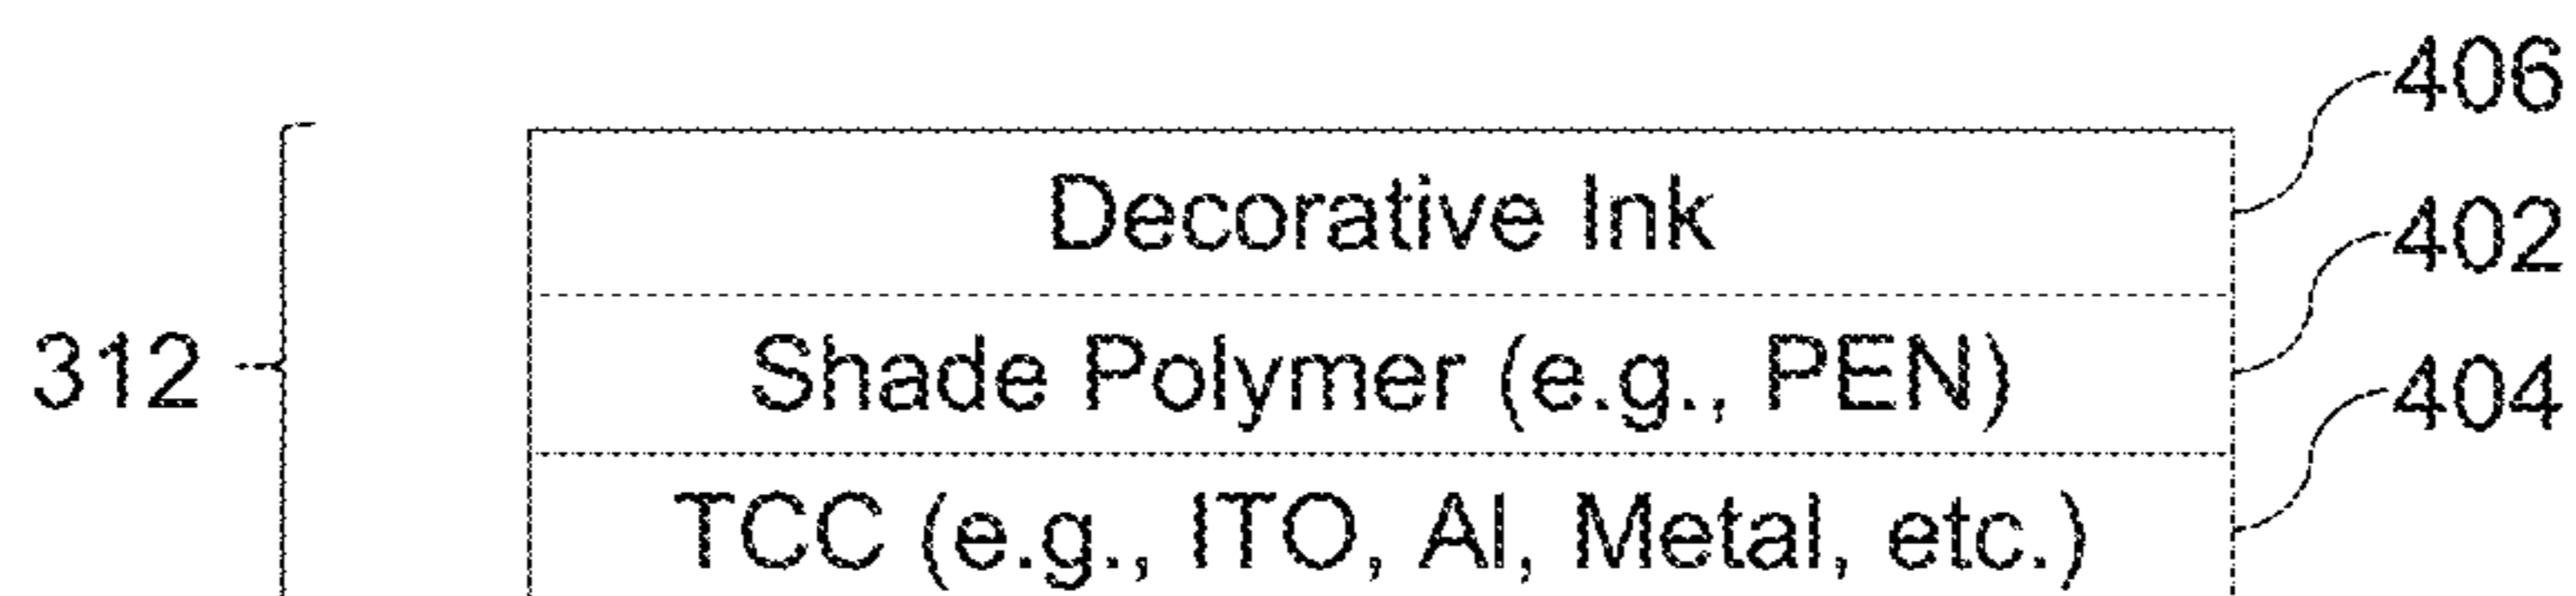 406
Decorative Ink
402
Shade Polymer (e.g., PEN)
312
404
TCC (e.g., ITO, Al, Metal, etc.)